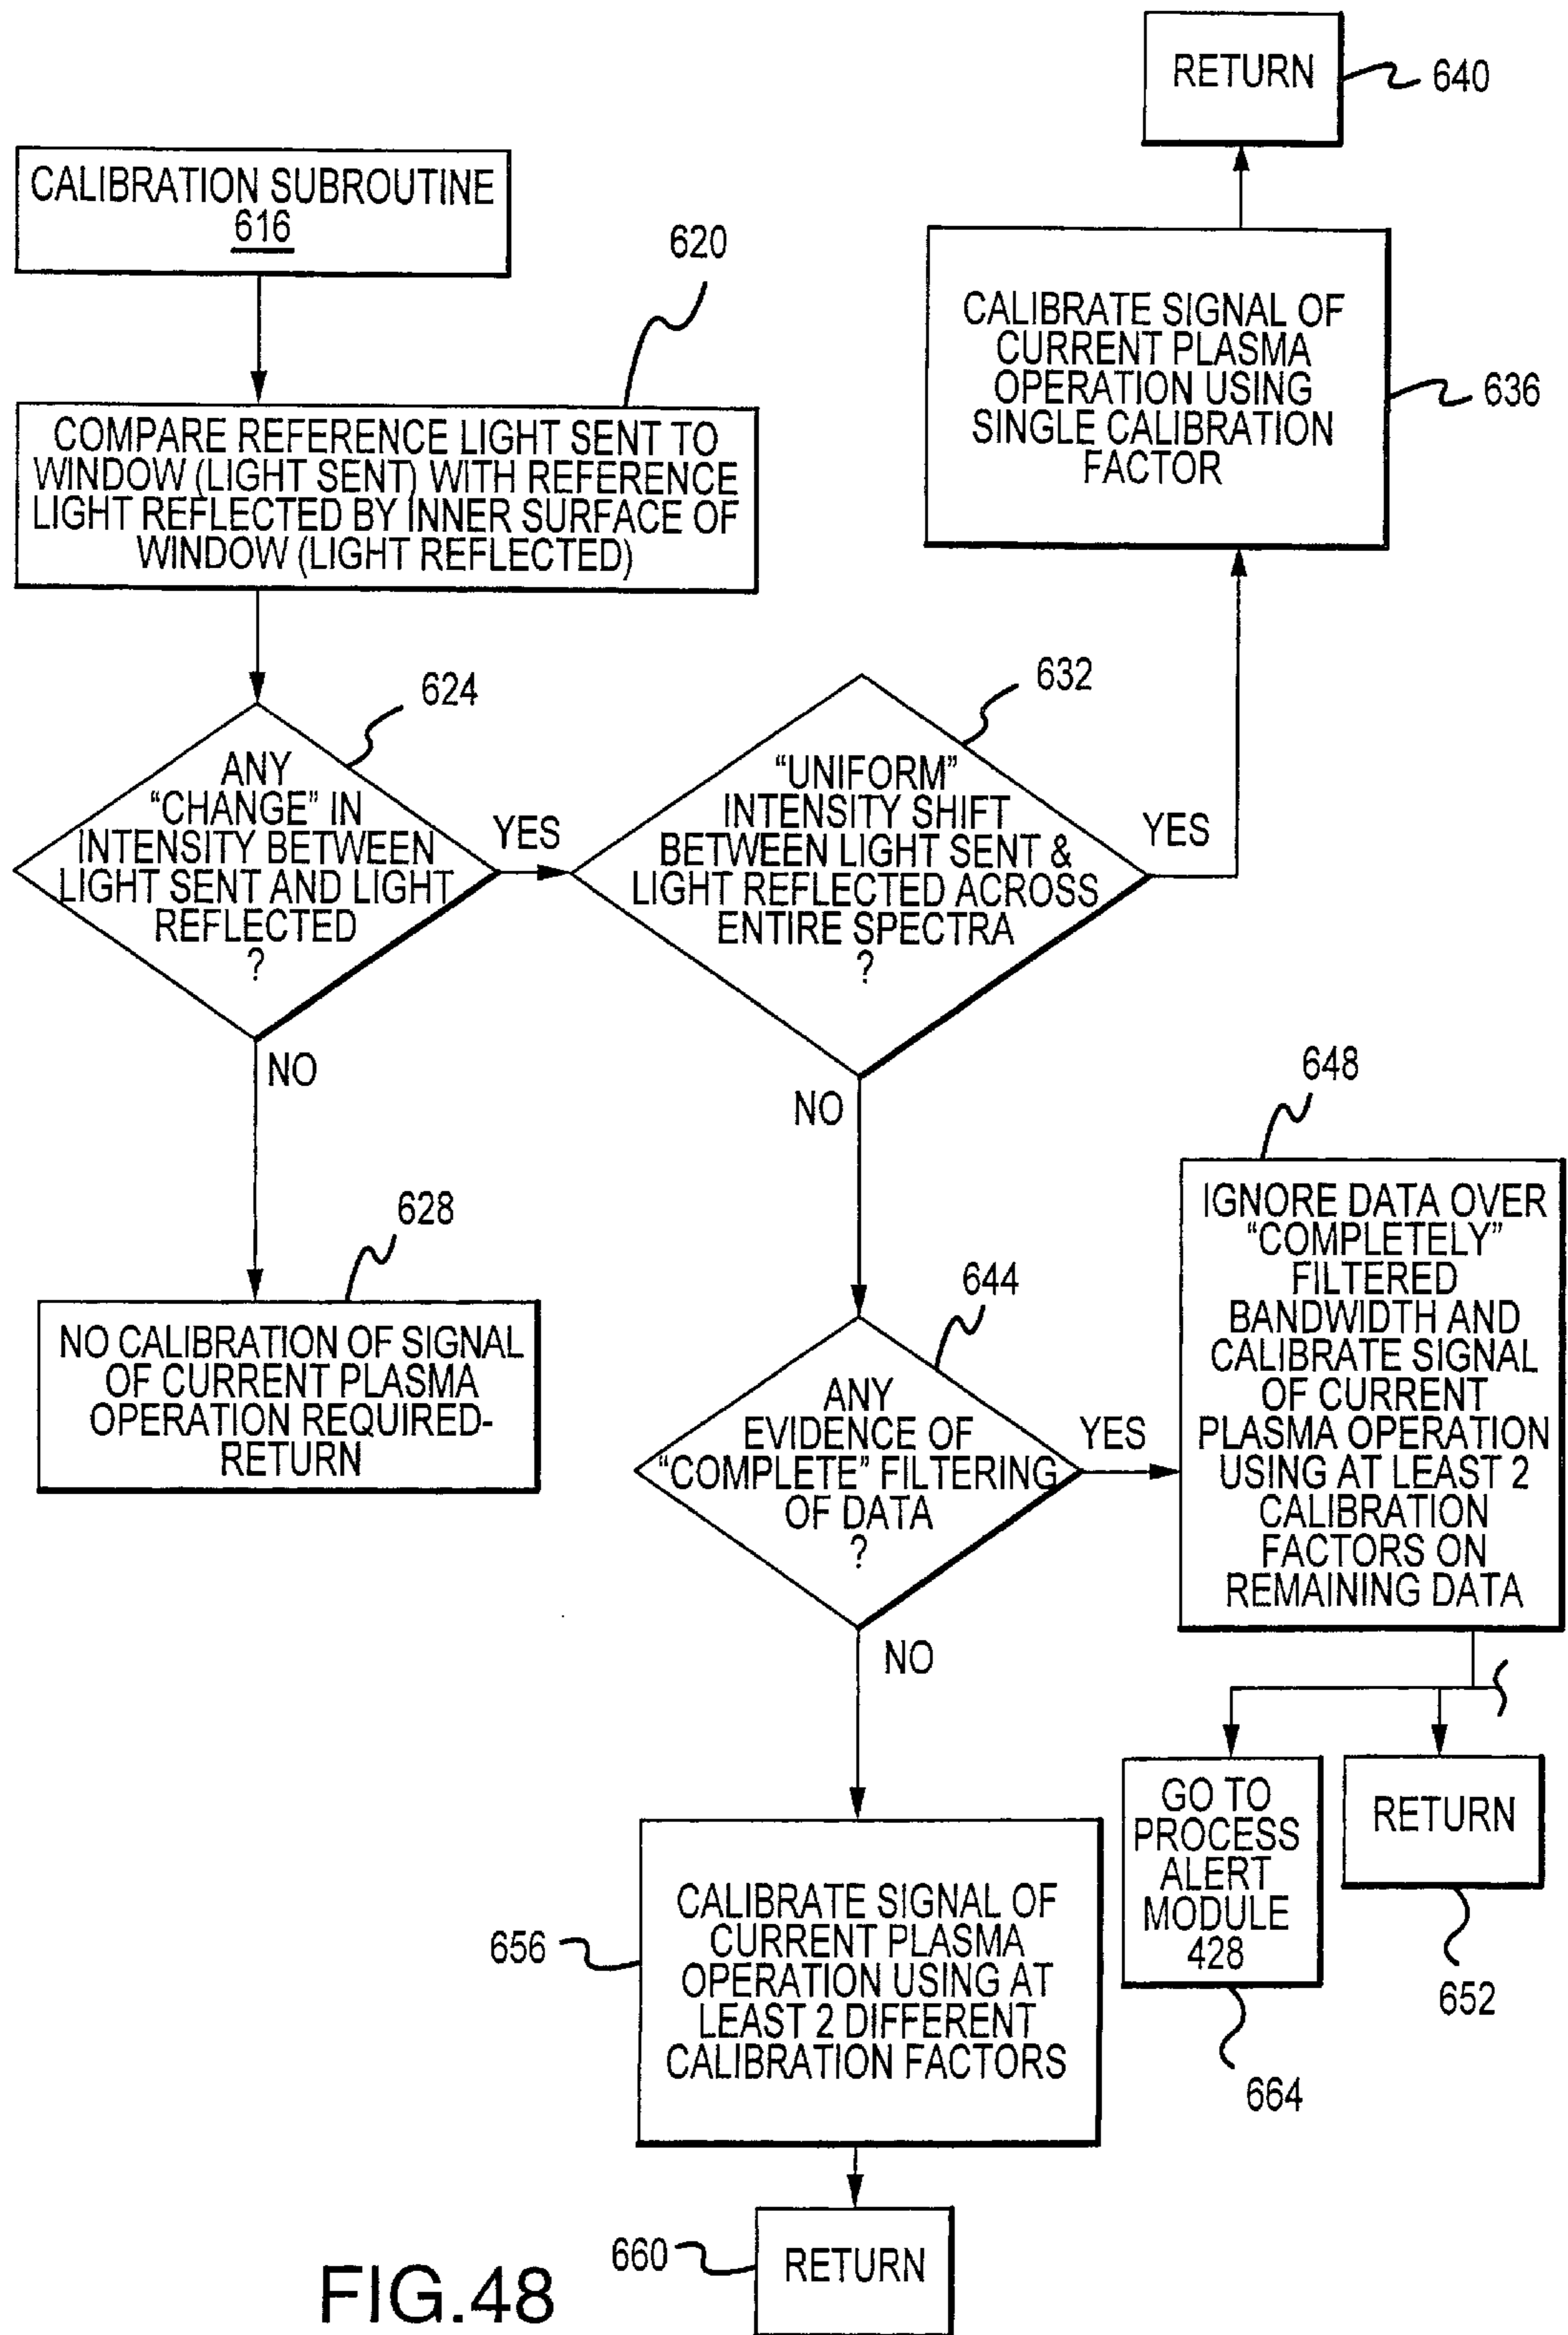 CALIBRATION SUBROUTINE
616
620
COMPARE REFERENCE LIGHT SENT TO
WINDOW (LIGHT SENT) WITH REFERENCE
LIGHT REFLECTED BY INNER SURFACE OF
WINDOW (LIGHT REFLECTED)
624
ANY
“CHANGE” IN
INTENSITY BETWEEN
LIGHT SENT AND LIGHT
REFLECTED
?
YES
NO
628
NO CALIBRATION OF SIGNAL
OF CURRENT PLASMA
OPERATION REQUIRED-
RETURN
632
“UNIFORM”
INTENSITY SHIFT
BETWEEN LIGHT SENT &
LIGHT REFLECTED ACROSS
ENTIRE SPECTRA
?
YES
NO
CALIBRATE SIGNAL OF
CURRENT PLASMA
OPERATION USING
SINGLE CALIBRATION
FACTOR
636
RETURN
640
644
ANY
EVIDENCE OF
“COMPLETE” FILTERING
OF DATA
?
YES
NO
648
IGNORE DATA OVER
“COMPLETELY”
FILTERED
BANDWIDTH AND
CALIBRATE SIGNAL
OF CURRENT
PLASMA OPERATION
USING AT LEAST 2
CALIBRATION
FACTORS ON
REMAINING DATA
GO TO
PROCESS
ALERT
MODULE
428
664
RETURN
652
656
CALIBRATE SIGNAL OF
CURRENT PLASMA
OPERATION USING AT
LEAST 2 DIFFERENT
CALIBRATION FACTORS
660
RETURN
FIG.48